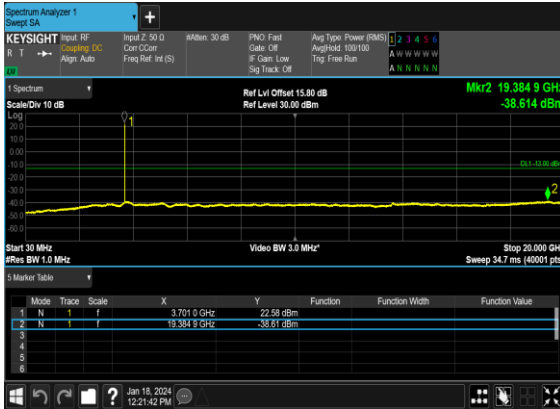 Spectrum Analyzer 1
Swept SA
+
KEYSIGHT Input: RF Input Z: 50 Ω #Atten: 30 dB PNO: Fast Avg Type: Power (RMS) 1 2 3 4 5 6
R T Coupling: DC Corr CCorr Gate: Off Avg|Hold: 100/100 A W W W W W
Align: Auto Freq Ref: Int (S) IF Gain: Low Trig: Free Run
Sig Track: Off A N N N N N
1 Spectrum
Ref Lvl Offset 15.80 dB Mkr2 19.384 9 GHz
Scale/Div 10 dB Ref Level 30.00 dBm -38.614 dBm
Log
20.0
10.0
0.00
-10.0
DL1 -13.00 dBm
-20.0
-30.0
-40.0
-50.0
-60.0
1
2
Start 30 MHz Video BW 3.0 MHz* Stop 20.000 GHz
#Res BW 1.0 MHz Sweep 34.7 ms (40001 pts)
5 Marker Table
Mode Trace Scale X Y Function Function Width Function Value
1 N 1 f 3.701 0 GHz 22.58 dBm
2 N 1 f 19.384 9 GHz -38.61 dBm
3
4
5
6
? Jan 18, 2024
12:21:42 PM